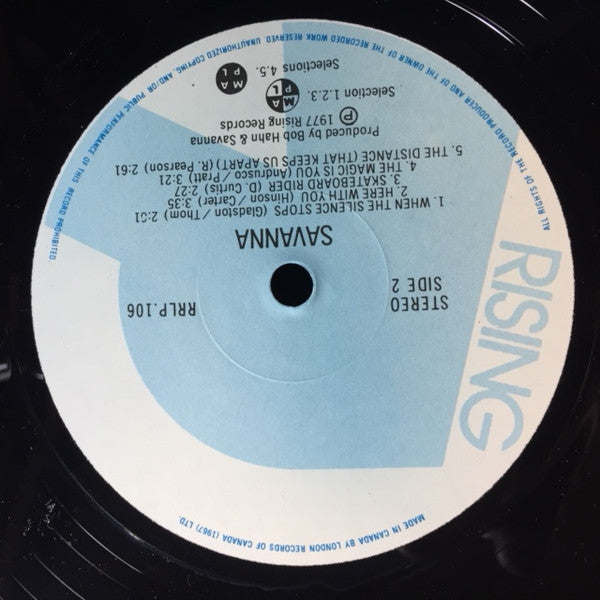 RISING
STEREO
SIDE 2
RRLP.106
SAVANNA
1. WHEN THE SILENCE STOPS (Gladston / Thom) 2:51
2. HERE WITH YOU (Hinson / Carter) 3:35
3. SKATEBOARD RIDER (D. Curtis) 2:27
4. THE MAGIC IS YOU (Andrusco / Pratt) 3:21
5. THE DISTANCE (THAT KEEPS US APART) (R. Pearson) 2:61
Produced by Bob Hahn & Savanna
Ⓟ 1977 Rising Records
Selection 1.2.3.
M A P L
Selections 4.5.
M A P L
ALL RIGHTS OF THE RECORD PRODUCER AND OF THE OWNER OF THE RECORDED WORK RESERVED. UNAUTHORIZED COPYING, AND/OR PUBLIC PERFORMANCE OF THIS RECORD PROHIBITED.
MADE IN CANADA BY LONDON RECORDS OF CANADA (1967) LTD.